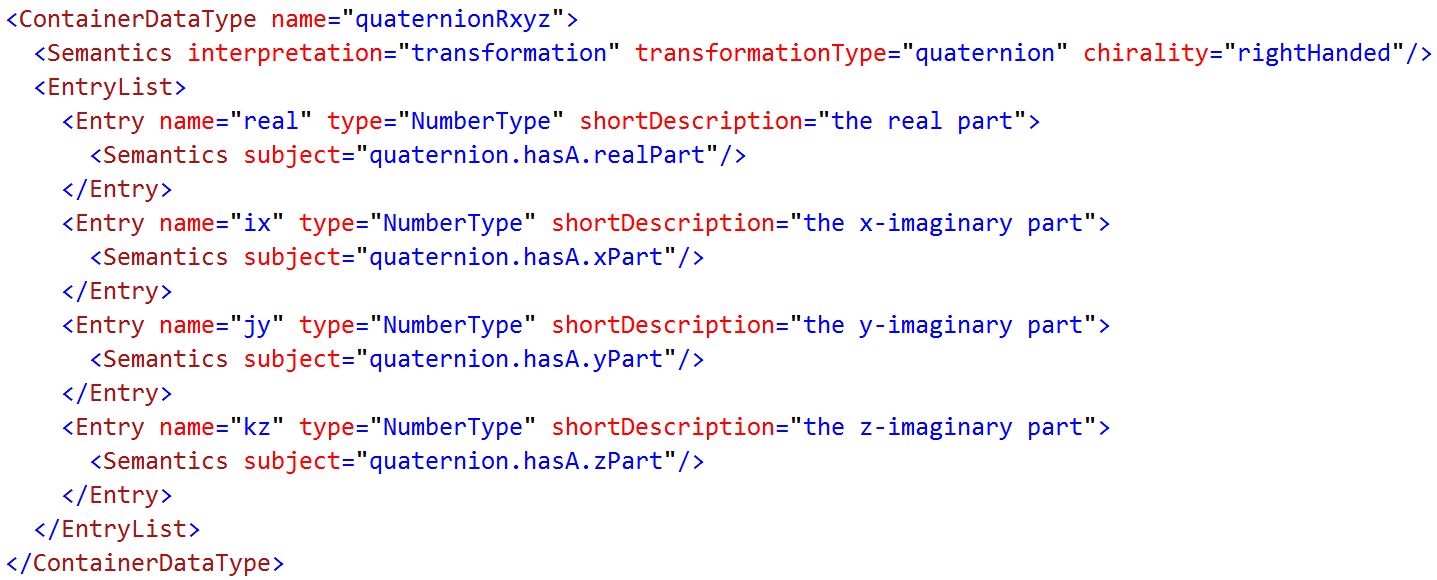 <ContainerDataType name="quaternionRxyz">
  <Semantics interpretation="transformation" transformationType="quaternion" chirality="rightHanded"/>
  <EntryList>
    <Entry name="real" type="NumberType" shortDescription="the real part">
      <Semantics subject="quaternion.hasA.realPart"/>
    </Entry>
    <Entry name="ix" type="NumberType" shortDescription="the x-imaginary part">
      <Semantics subject="quaternion.hasA.xPart"/>
    </Entry>
    <Entry name="jy" type="NumberType" shortDescription="the y-imaginary part">
      <Semantics subject="quaternion.hasA.yPart"/>
    </Entry>
    <Entry name="kz" type="NumberType" shortDescription="the z-imaginary part">
      <Semantics subject="quaternion.hasA.zPart"/>
    </Entry>
  </EntryList>
</ContainerDataType>